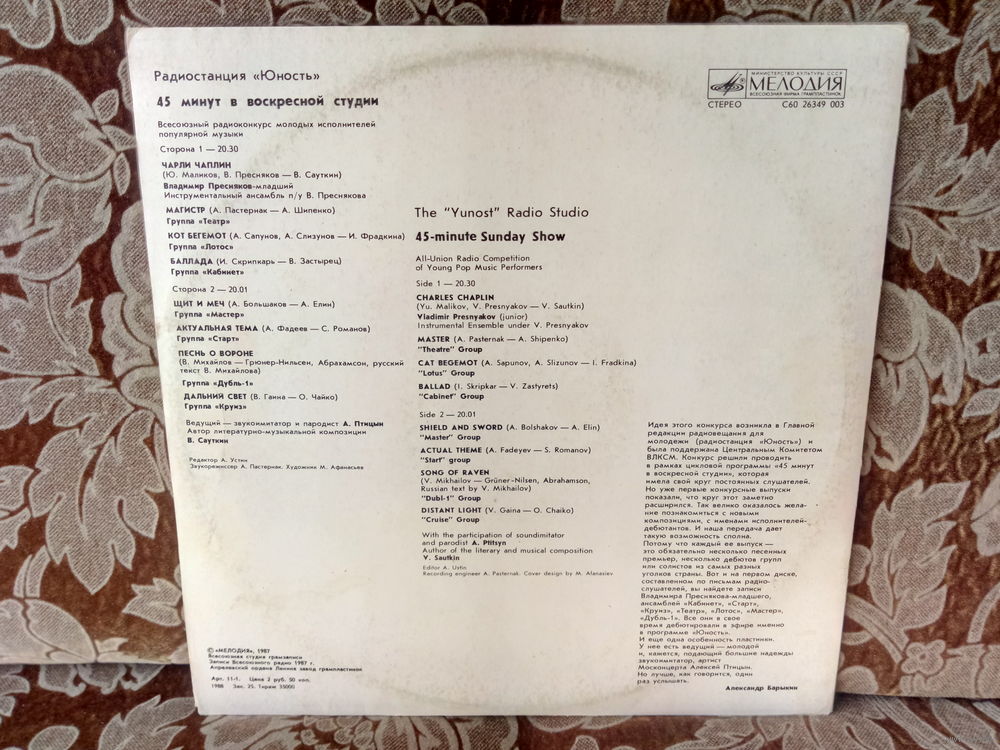 Радиостанция «Юность»
45 минут в воскресной студии
Всесоюзный радиоконкурс молодых исполнителей
популярной музыки
Сторона 1 — 20.30
ЧАРЛИ ЧАПЛИН
(Ю. Маликов, В. Пресняков — В. Сауткин)
Владимир Пресняков-младший
Инструментальный ансамбль п/у В. Преснякова
МАГИСТР (А. Пастернак — А. Шипенко)
Группа «Театр»
КОТ БЕГЕМОТ (А. Сапунов, А. Слизунов — И. Фрадкина)
Группа «Лотос»
БАЛЛАДА (И. Скрипкарь — В. Застырец)
Группа «Кабинет»
Сторона 2 — 20.01
ЩИТ И МЕЧ (А. Большаков — А. Елин)
Группа «Мастер»
АКТУАЛЬНАЯ ТЕМА (А. Фадеев — С. Романов)
Группа «Старт»
ПЕСНЬ О ВОРОНЕ
(В. Михайлов — Грюнер-Нильсен, Абрахамсон, русский
текст В. Михайлова)
Группа «Дубль-1»
ДАЛЬНИЙ СВЕТ (В. Гаина — О. Чайко)
Группа «Круиз»
Ведущий — звукоимитатор и пародист А. Птицын
Автор литературно-музыкальной композиции
В. Сауткин
Редактор А. Устин
Звукорежиссер А. Пастернак. Художник М. Афанасьев
© «МЕЛОДИЯ», 1987
Всесоюзная студия грамзаписи
Записи Всесоюзного радио 1987 г.
Апрелевский ордена Ленина завод грампластинок
Арт. 11-1. Цена 2 руб. 50 коп.
1988 Зак. 25. Тираж 35000
The "Yunost" Radio Studio
45-minute Sunday Show
All-Union Radio Competition
of Young Pop Music Performers
Side 1 — 20.30
CHARLES CHAPLIN
(Yu. Malikov, V. Presnyakov — V. Sautkin)
Vladimir Presnyakov (junior)
Instrumental Ensemble under V. Presnyakov
MASTER (A. Pasternak — A. Shipenko)
"Theatre" Group
CAT BEGEMOT (A. Sapunov, A. Slizunov — I. Fradkina)
"Lotus" Group
BALLAD (I. Skripkar — V. Zastyrets)
"Cabinet" Group
Side 2 — 20.01
SHIELD AND SWORD (A. Bolshakov — A. Elin)
"Master" Group
ACTUAL THEME (A. Fadeyev — S. Romanov)
"Start" group
SONG OF RAVEN
(V. Mikhailov — Grüner-Nilsen, Abrahamson,
Russian text by V. Mikhailov)
"Dubl-1" Group
DISTANT LIGHT (V. Gaina — O. Chaiko)
"Cruise" Group
With the participation of soundimitator
and parodist A. Ptitsyn
Author of the literary and musical composition
V. Sautkin
Editor A. Ustin
Recording engineer A. Pasternak. Cover design by M. Afanasiev
МИНИСТЕРСТВО КУЛЬТУРЫ СССР
МЕЛОДИЯ
ВСЕСОЮЗНАЯ ФИРМА ГРАМПЛАСТИНОК
СТЕРЕО С60 26349 003
Идея этого конкурса возникла в Главной
редакции радиовещания для
молодежи (радиостанция «Юность») и
была поддержана Центральным Комитетом
ВЛКСМ. Конкурс решили проводить
в рамках цикловой программы «45 минут
в воскресной студии», которая
имела свой круг постоянных слушателей.
Но уже первые конкурсные выпуски
показали, что круг этот заметно
расширился. Так велико оказалось жела-
ние познакомиться с новыми
композициями, с именами исполнителей-
дебютантов. И наша передача дает
такую возможность сполна.
Потому что каждый ее выпуск —
это обязательно несколько песенных
премьер, несколько дебютов групп
или солистов из самых разных
уголков страны. Вот и на первом диске,
составленном по письмам радио-
слушателей, вы найдете записи
Владимира Преснякова-младшего,
ансамблей «Кабинет», «Старт»,
«Круиз», «Театр», «Лотос», «Мастер»,
«Дубль-1». Все они в свое
время дебютировали в эфире именно
в программе «Юность».
И еще одна особенность пластинки.
У нее есть ведущий — молодой
и, кажется, подающий большие надежды
звукоимитатор, артист
Москонцерта Алексей Птицын.
Но лучше, как говорится, один
раз услышать.
Александр Барыкин